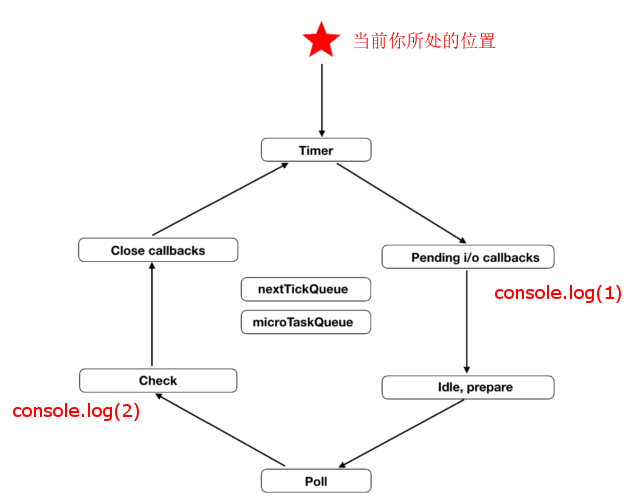 当前你所处的位置
Timer
Close callbacks
Pending i/o callbacks
nextTickQueue
console.log(1)
microTaskQueue
Check
Idle, prepare
console.log(2)
Poll